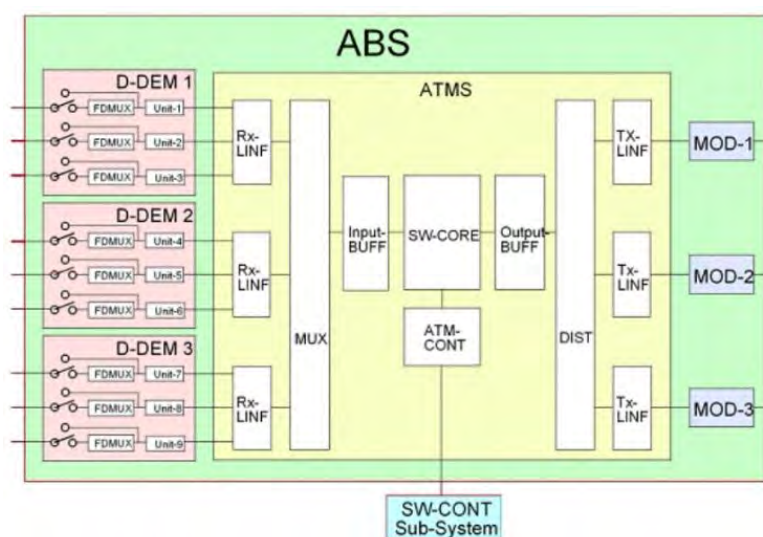 ABS
D-DEM 1
FDMUX Unit-1
FDMUX Unit-2
FDMUX Unit-3
D-DEM 2
FDMUX Unit-4
FDMUX Unit-5
FDMUX Unit-6
D-DEM 3
FDMUX Unit-7
FDMUX Unit-8
FDMUX Unit-9
ATMS
Rx-
LINF
Rx-
LINF
Rx-
LINF
MUX
Input-
BUFF
SW-CORE
Output-
BUFF
ATM-
CONT
DIST
TX-
LINF
Tx-
LINF
Tx-
LINF
MOD-1
MOD-2
MOD-3
SW-CONT
Sub-System